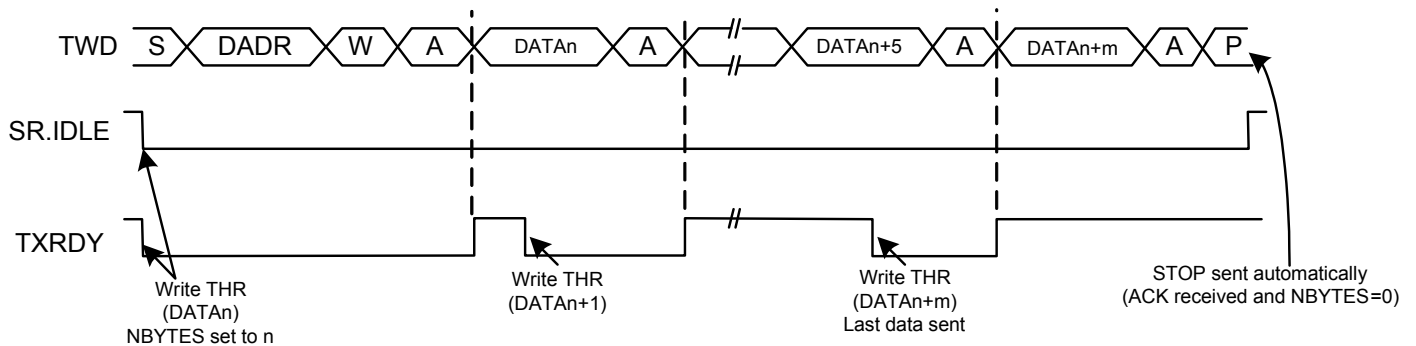 TWD S DADR W A DATAn A DATAn+5 A DATAn+m A P
SR.IDLE
TXRDY
Write THR
(DATAn)
NBYTES set to n
Write THR
(DATAn+1)
Write THR
(DATAn+m)
Last data sent
STOP sent automatically
(ACK received and NBYTES=0)